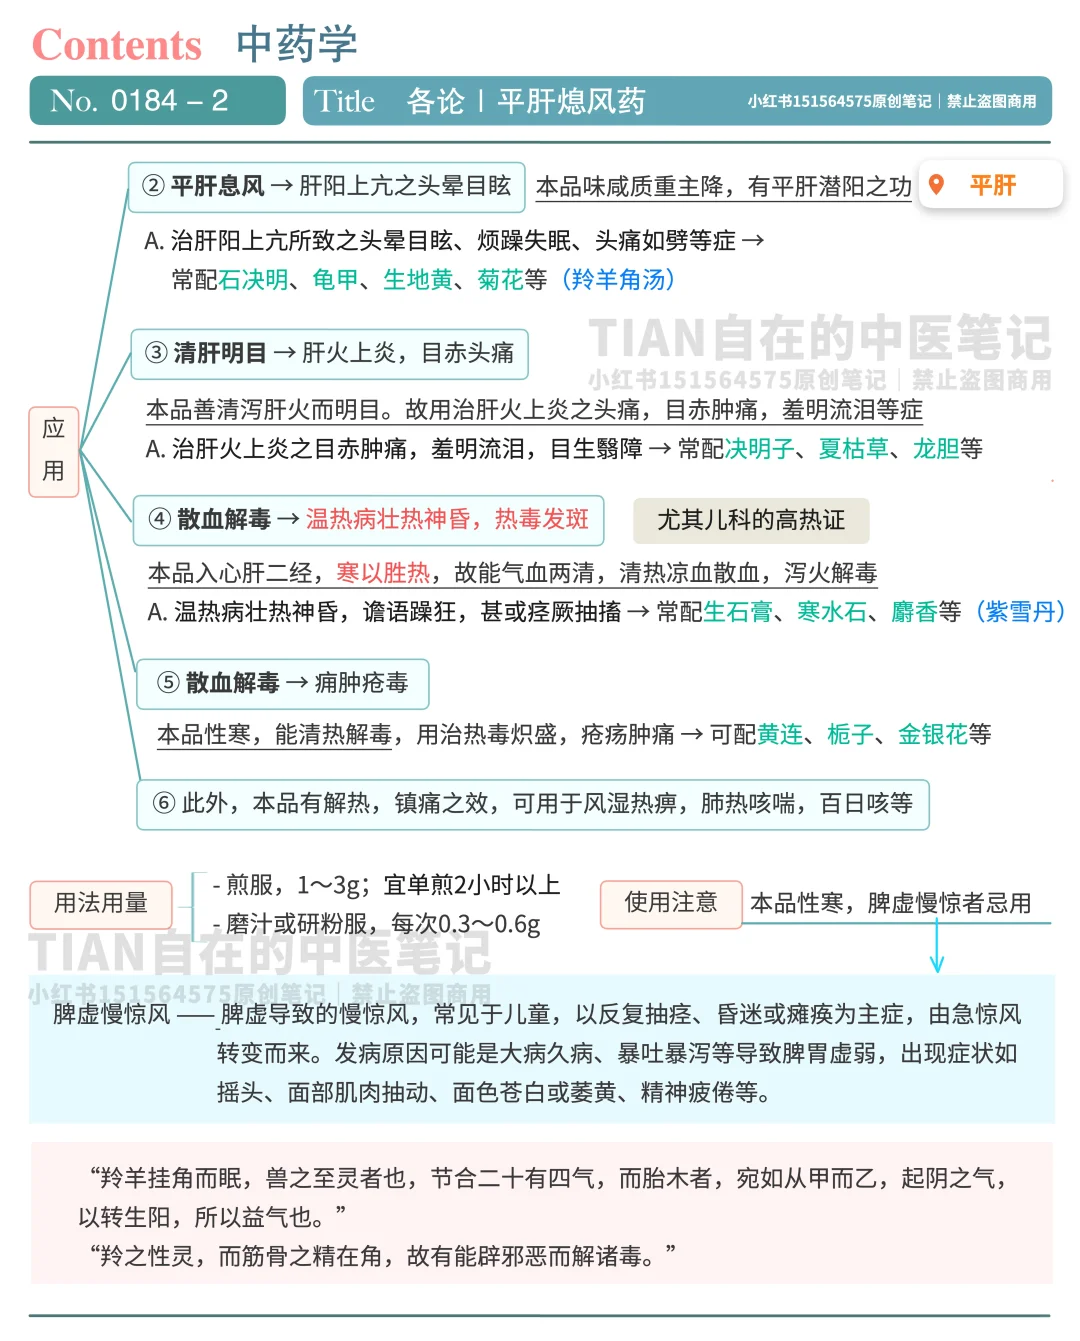 Contents 中药学
No. 0184 – 2
Title 各论丨平肝熄风药 小红书151564575原创笔记｜禁止盗图商用
② 平肝息风 → 肝阳上亢之头晕目眩 本品味咸质重主降，有平肝潜阳之功 平肝
A. 治肝阳上亢所致之头晕目眩、烦躁失眠、头痛如劈等症 →
常配石决明、龟甲、生地黄、菊花等（羚羊角汤）
TIAN自在的中医笔记
小红书151564575原创笔记｜禁止盗图商用
③ 清肝明目 → 肝火上炎，目赤头痛
本品善清泻肝火而明目。故用治肝火上炎之头痛，目赤肿痛，羞明流泪等症
A. 治肝火上炎之目赤肿痛，羞明流泪，目生翳障 → 常配决明子、夏枯草、龙胆等
应用
④ 散血解毒 → 温热病壮热神昏，热毒发斑 尤其儿科的高热证
本品入心肝二经，寒以胜热，故能气血两清，清热凉血散血，泻火解毒
A. 温热病壮热神昏，谵语躁狂，甚或痉厥抽搐 → 常配生石膏、寒水石、麝香等（紫雪丹）
⑤ 散血解毒 → 痈肿疮毒
本品性寒，能清热解毒，用治热毒炽盛，疮疡肿痛 → 可配黄连、栀子、金银花等
⑥ 此外，本品有解热，镇痛之效，可用于风湿热痹，肺热咳喘，百日咳等
用法用量
- 煎服，1～3g；宜单煎2小时以上
- 磨汁或研粉服，每次0.3～0.6g
使用注意 本品性寒，脾虚慢惊者忌用
TIAN自在的中医笔记
小红书151564575原创笔记｜禁止盗图商用
脾虚慢惊风 —— 脾虚导致的慢惊风，常见于儿童，以反复抽痉、昏迷或瘫痪为主症，由急惊风
转变而来。发病原因可能是大病久病、暴吐暴泻等导致脾胃虚弱，出现症状如
摇头、面部肌肉抽动、面色苍白或萎黄、精神疲倦等。
“羚羊挂角而眠，兽之至灵者也，节合二十有四气，而胎木者，宛如从甲而乙，起阴之气，
以转生阳，所以益气也。”
“羚之性灵，而筋骨之精在角，故有能辟邪恶而解诸毒。”